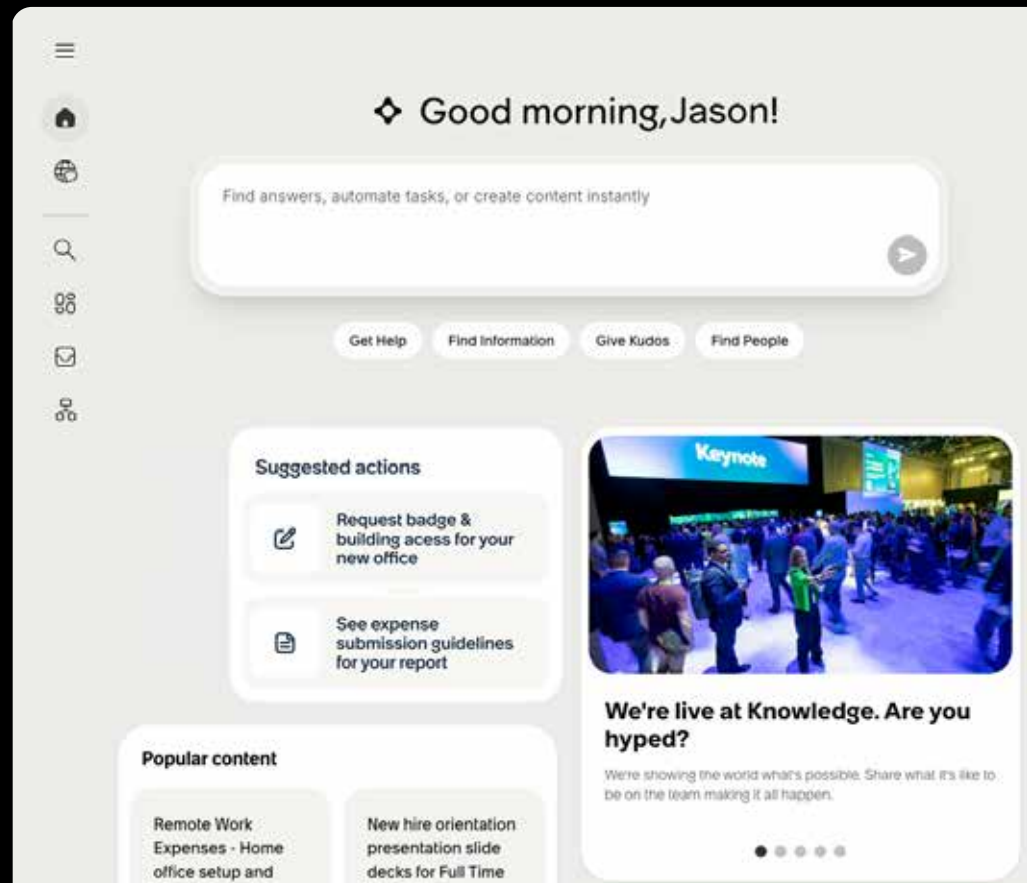 Good morning, Jason!
Find answers, automate tasks, or create content instantly
Get Help
Find Information
Give Kudos
Find People
Suggested actions
Request badge &
building acess for your
new office
See expense
submission guidelines
for your report
Keynote
We're live at Knowledge. Are you
hyped?
We're showing the world what's possible. Share what it's like to
be on the team making it all happen.
Popular content
Remote Work
Expenses - Home
office setup and
New hire orientation
presentation slide
decks for Full Time